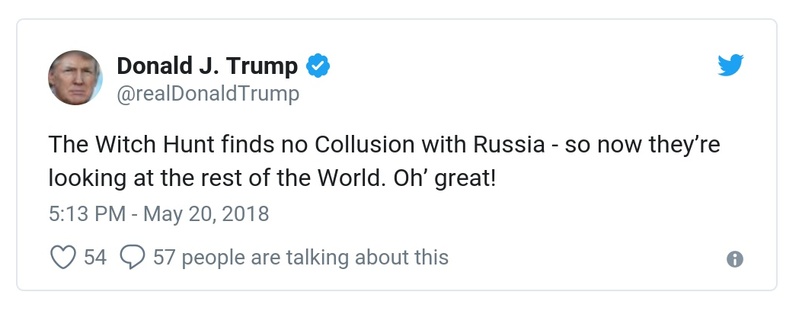 Donald J. Trump
@realDonaldTrump
The Witch Hunt finds no Collusion with Russia - so now they’re
looking at the rest of the World. Oh’ great!
5:13 PM - May 20, 2018
54 57 people are talking about this